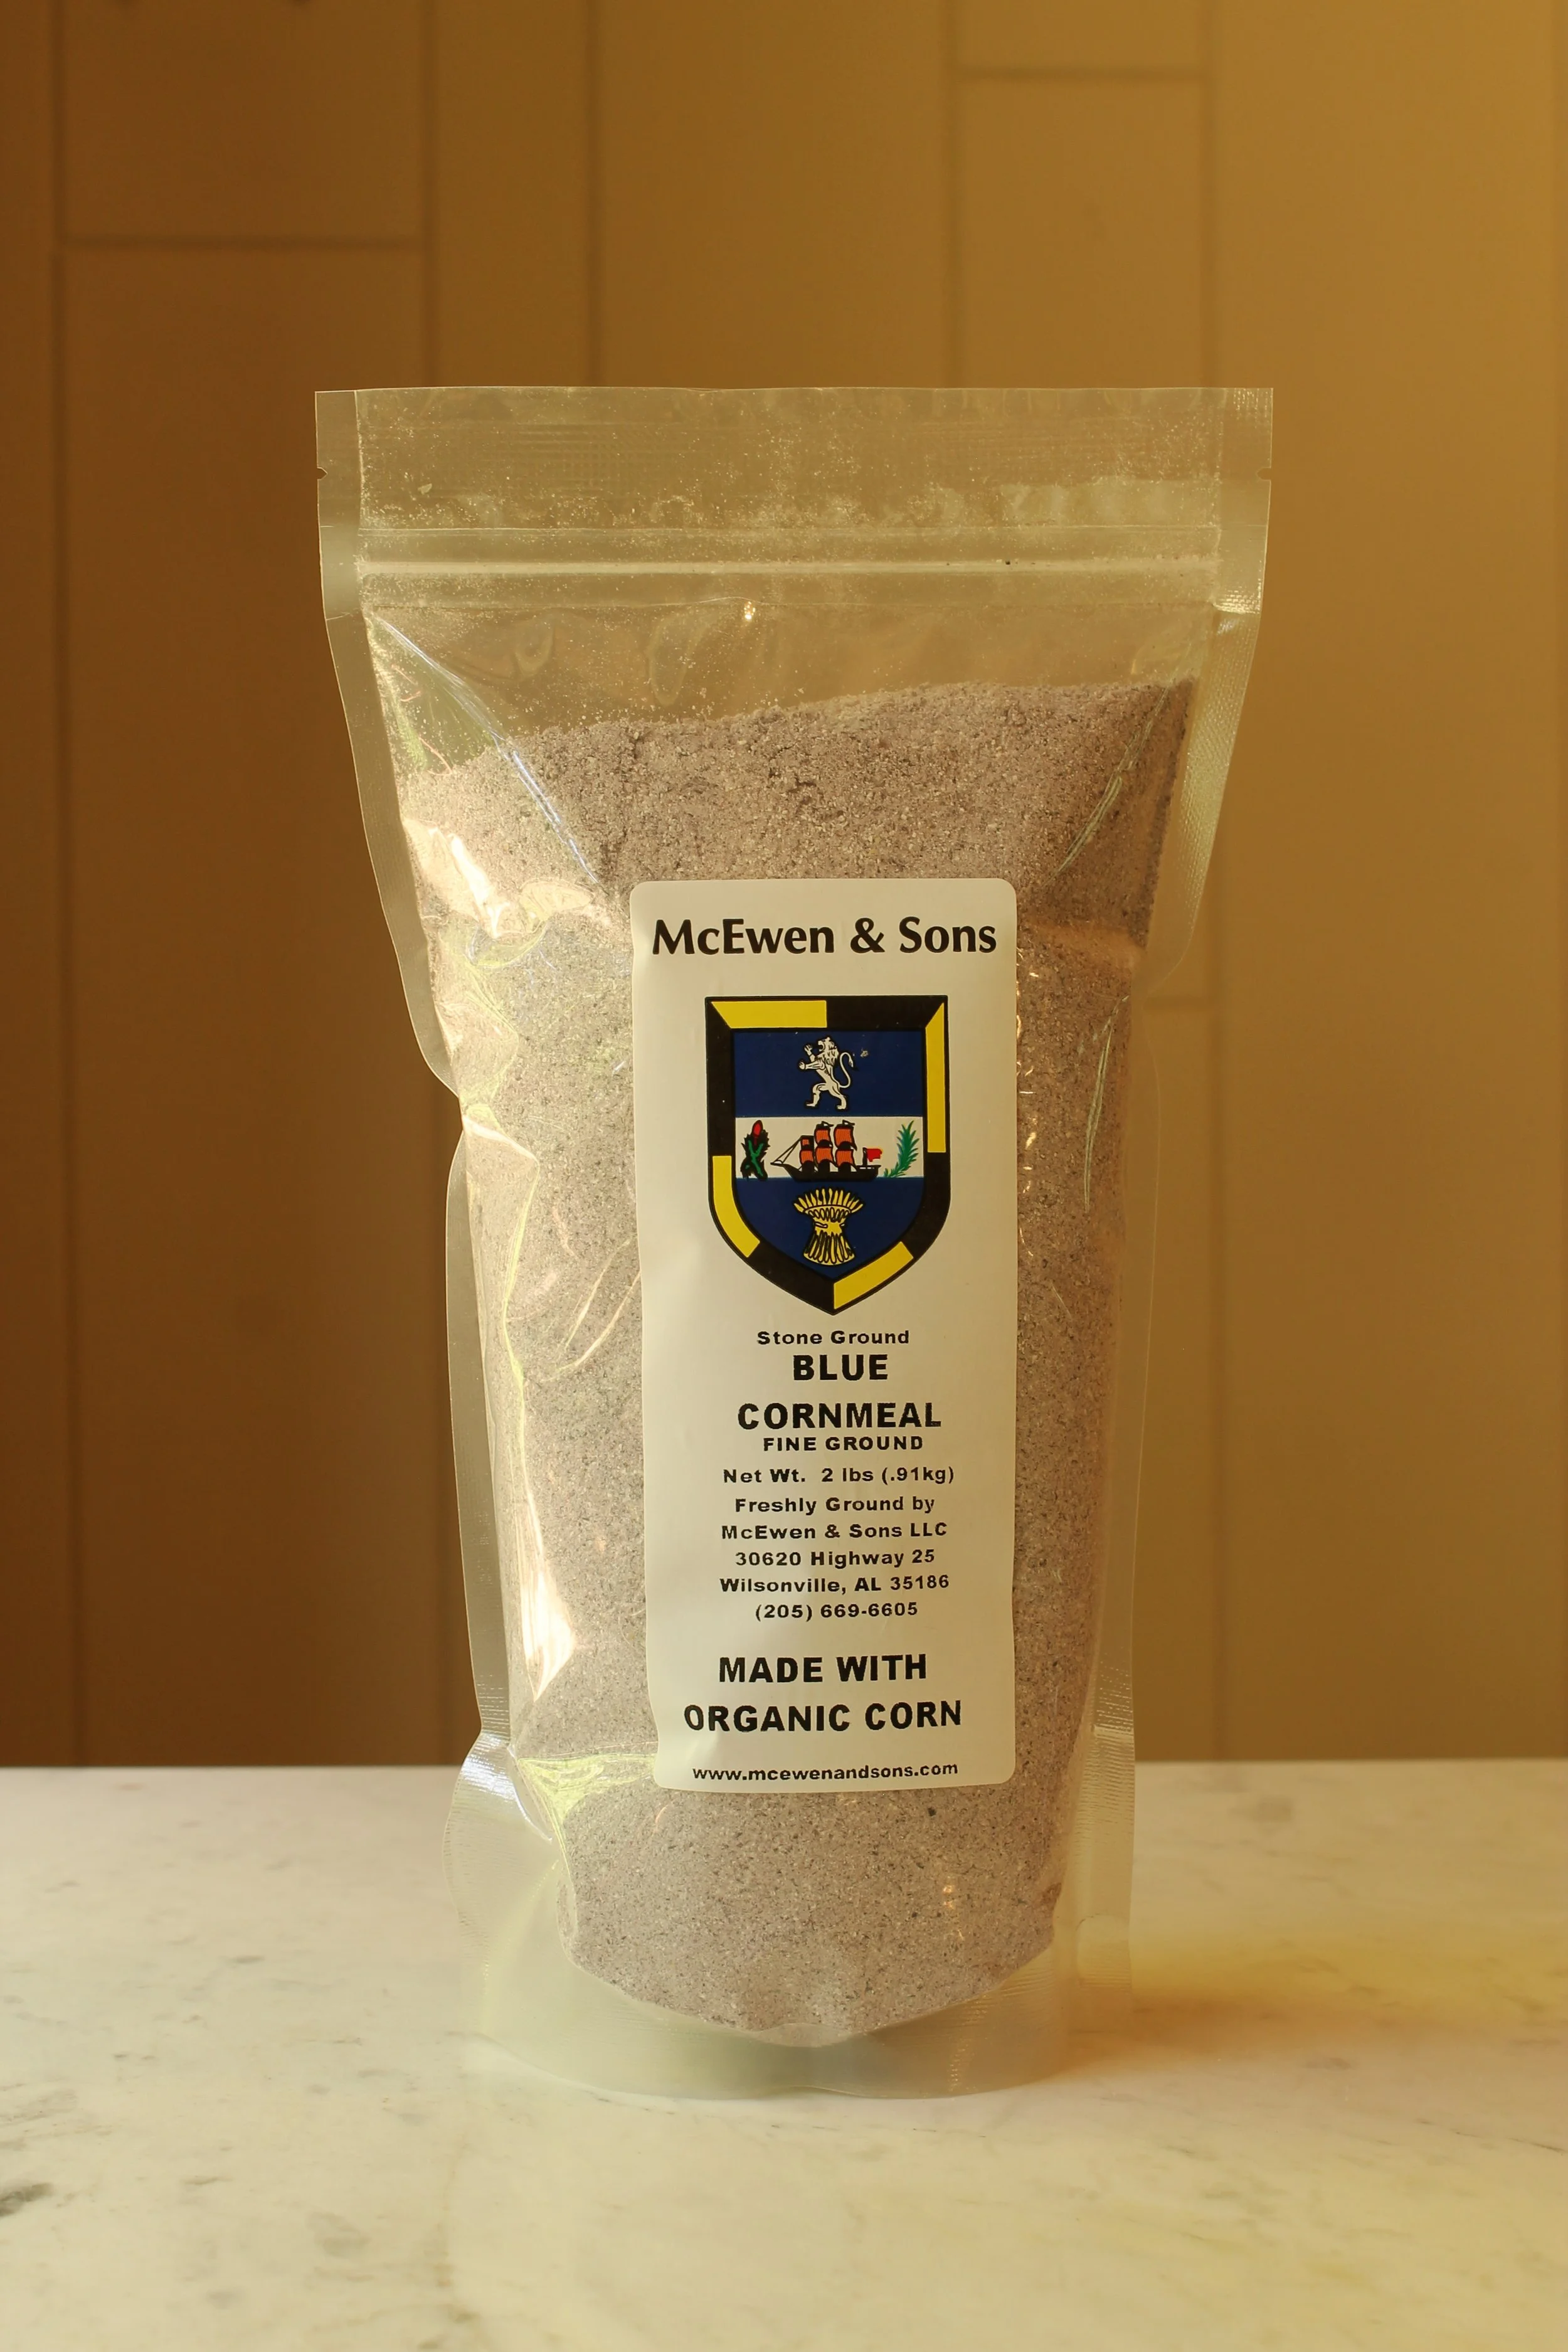 McEwen & Sons
Stone Ground
BLUE
CORNMEAL
FINE GROUND
Net Wt. 2 lbs (.91kg)
Freshly Ground by
McEwen & Sons LLC
30620 Highway 25
Wilsonville, AL 35186
(205) 669-6605
MADE WITH
ORGANIC CORN
www.mcewenandsons.com